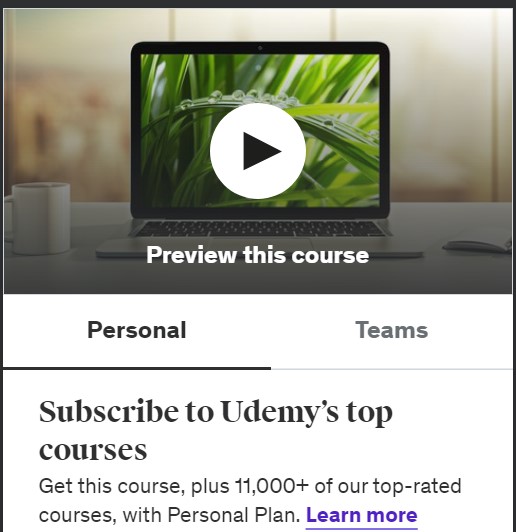 Preview this course
Personal
Teams
Subscribe to Udemy’s top
courses
Get this course, plus 11,000+ of our top-rated
courses, with Personal Plan. Learn more